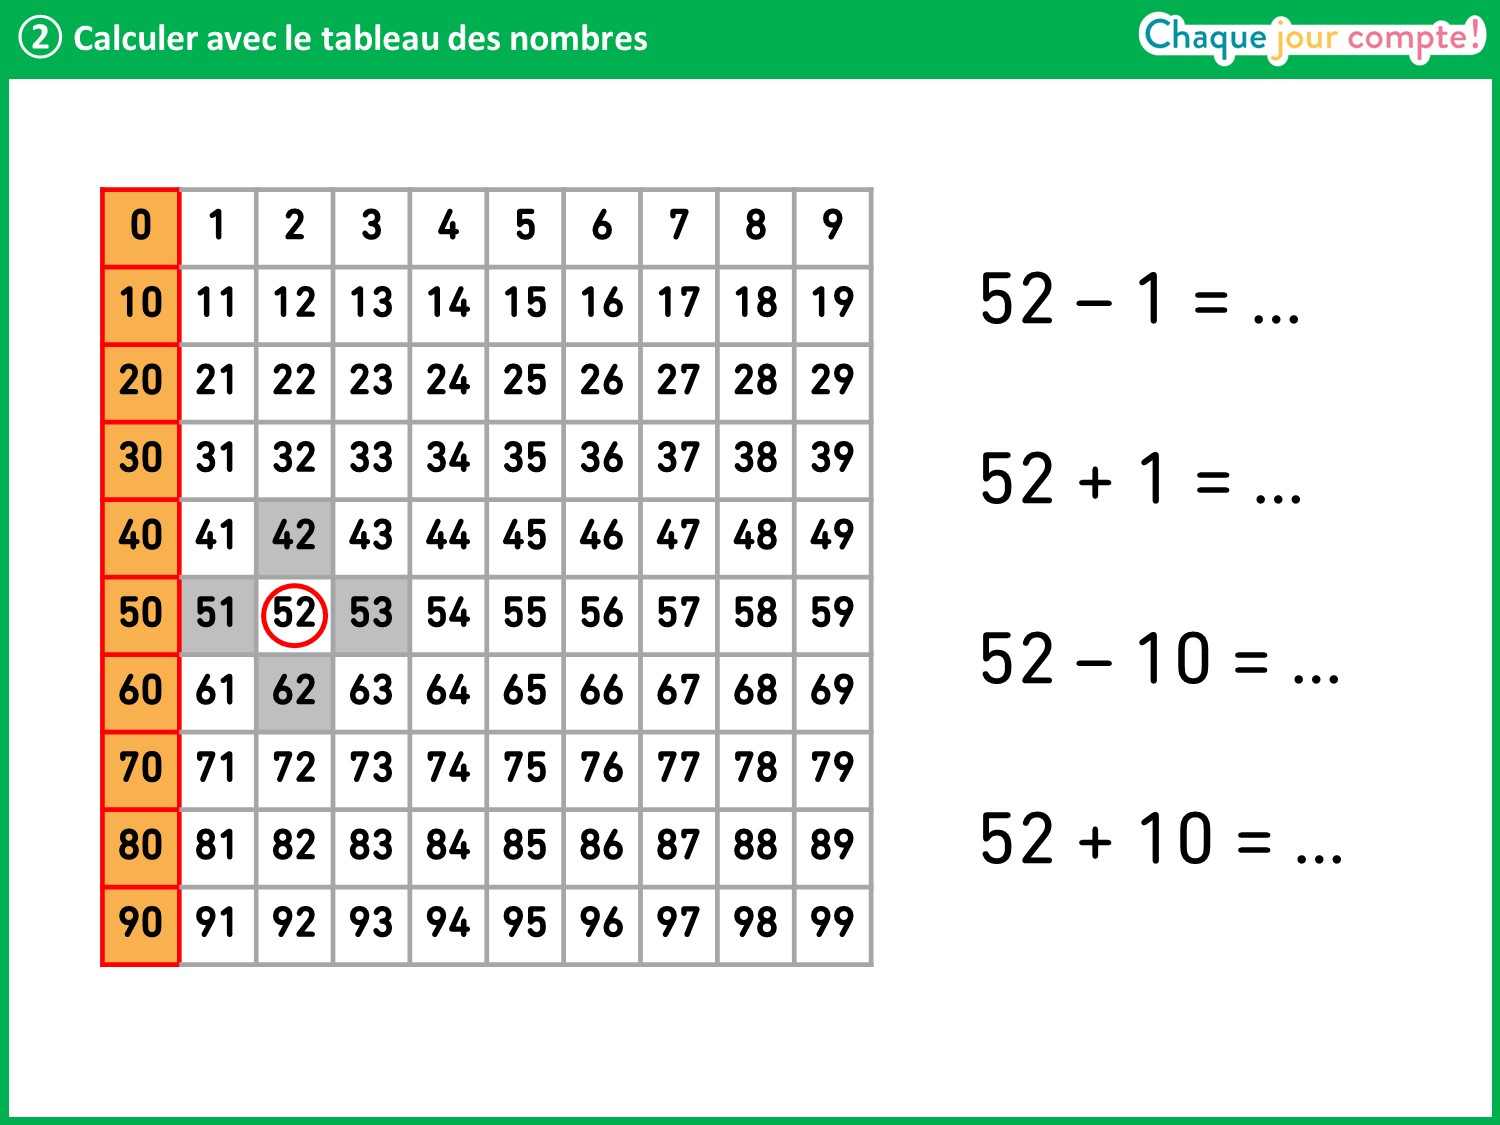 ② Calculer avec le tableau des nombres
Chaque jour compte!
0 1 2 3 4 5 6 7 8 9
10 11 12 13 14 15 16 17 18 19
20 21 22 23 24 25 26 27 28 29
30 31 32 33 34 35 36 37 38 39
40 41 42 43 44 45 46 47 48 49
50 51 52 53 54 55 56 57 58 59
60 61 62 63 64 65 66 67 68 69
70 71 72 73 74 75 76 77 78 79
80 81 82 83 84 85 86 87 88 89
90 91 92 93 94 95 96 97 98 99
52 – 1 = ...
52 + 1 = ...
52 – 10 = ...
52 + 10 = ...